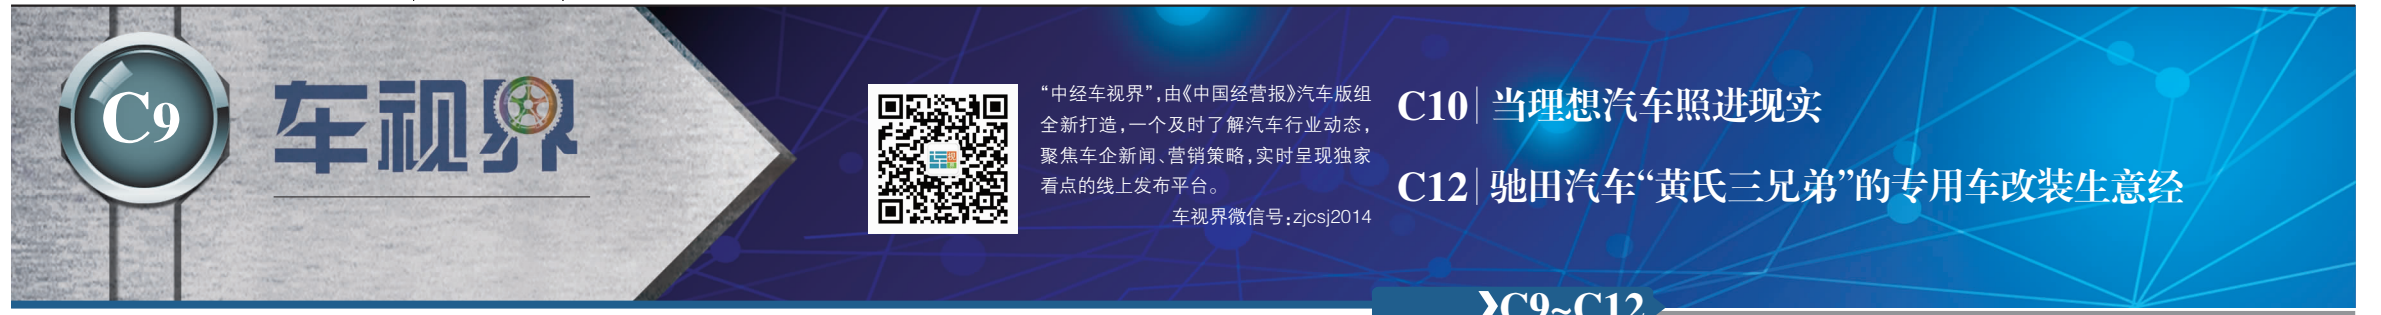 C9
车视界
“中经车视界”，由《中国经营报》汽车版组
全新打造，一个及时了解汽车行业动态，
聚焦车企新闻、营销策略，实时呈现独家
看点的线上发布平台。
车视界微信号：zjcsj2014
C10 当理想汽车照进现实
C12 驰田汽车“黄氏三兄弟”的专用车改装生意经
C9~C12